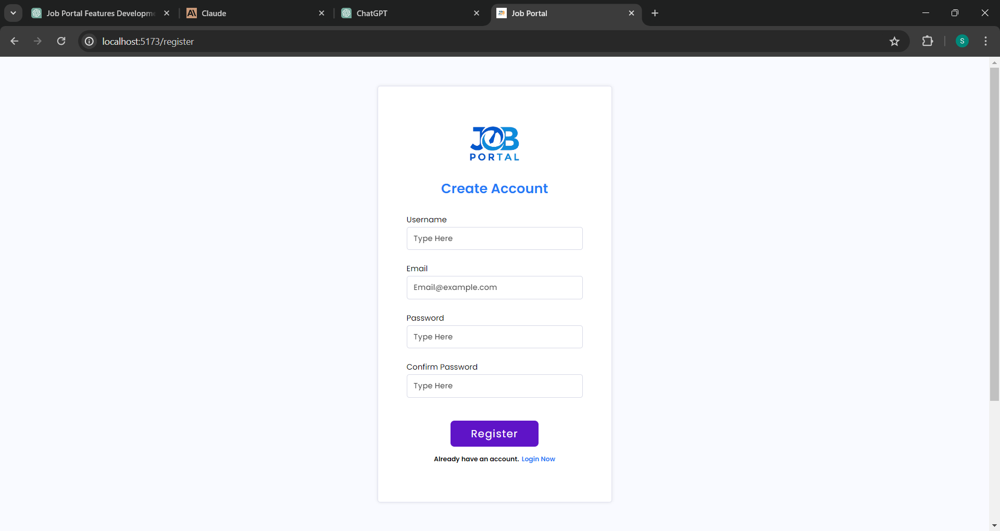 Job Portal Features Developm
Claude
ChatGPT
Job Portal
localhost:5173/register
S
JOB
PORTAL
Create Account
Username
Type Here
Email
Email@example.com
Password
Type Here
Confirm Password
Type Here
Register
Already have an account. Login Now